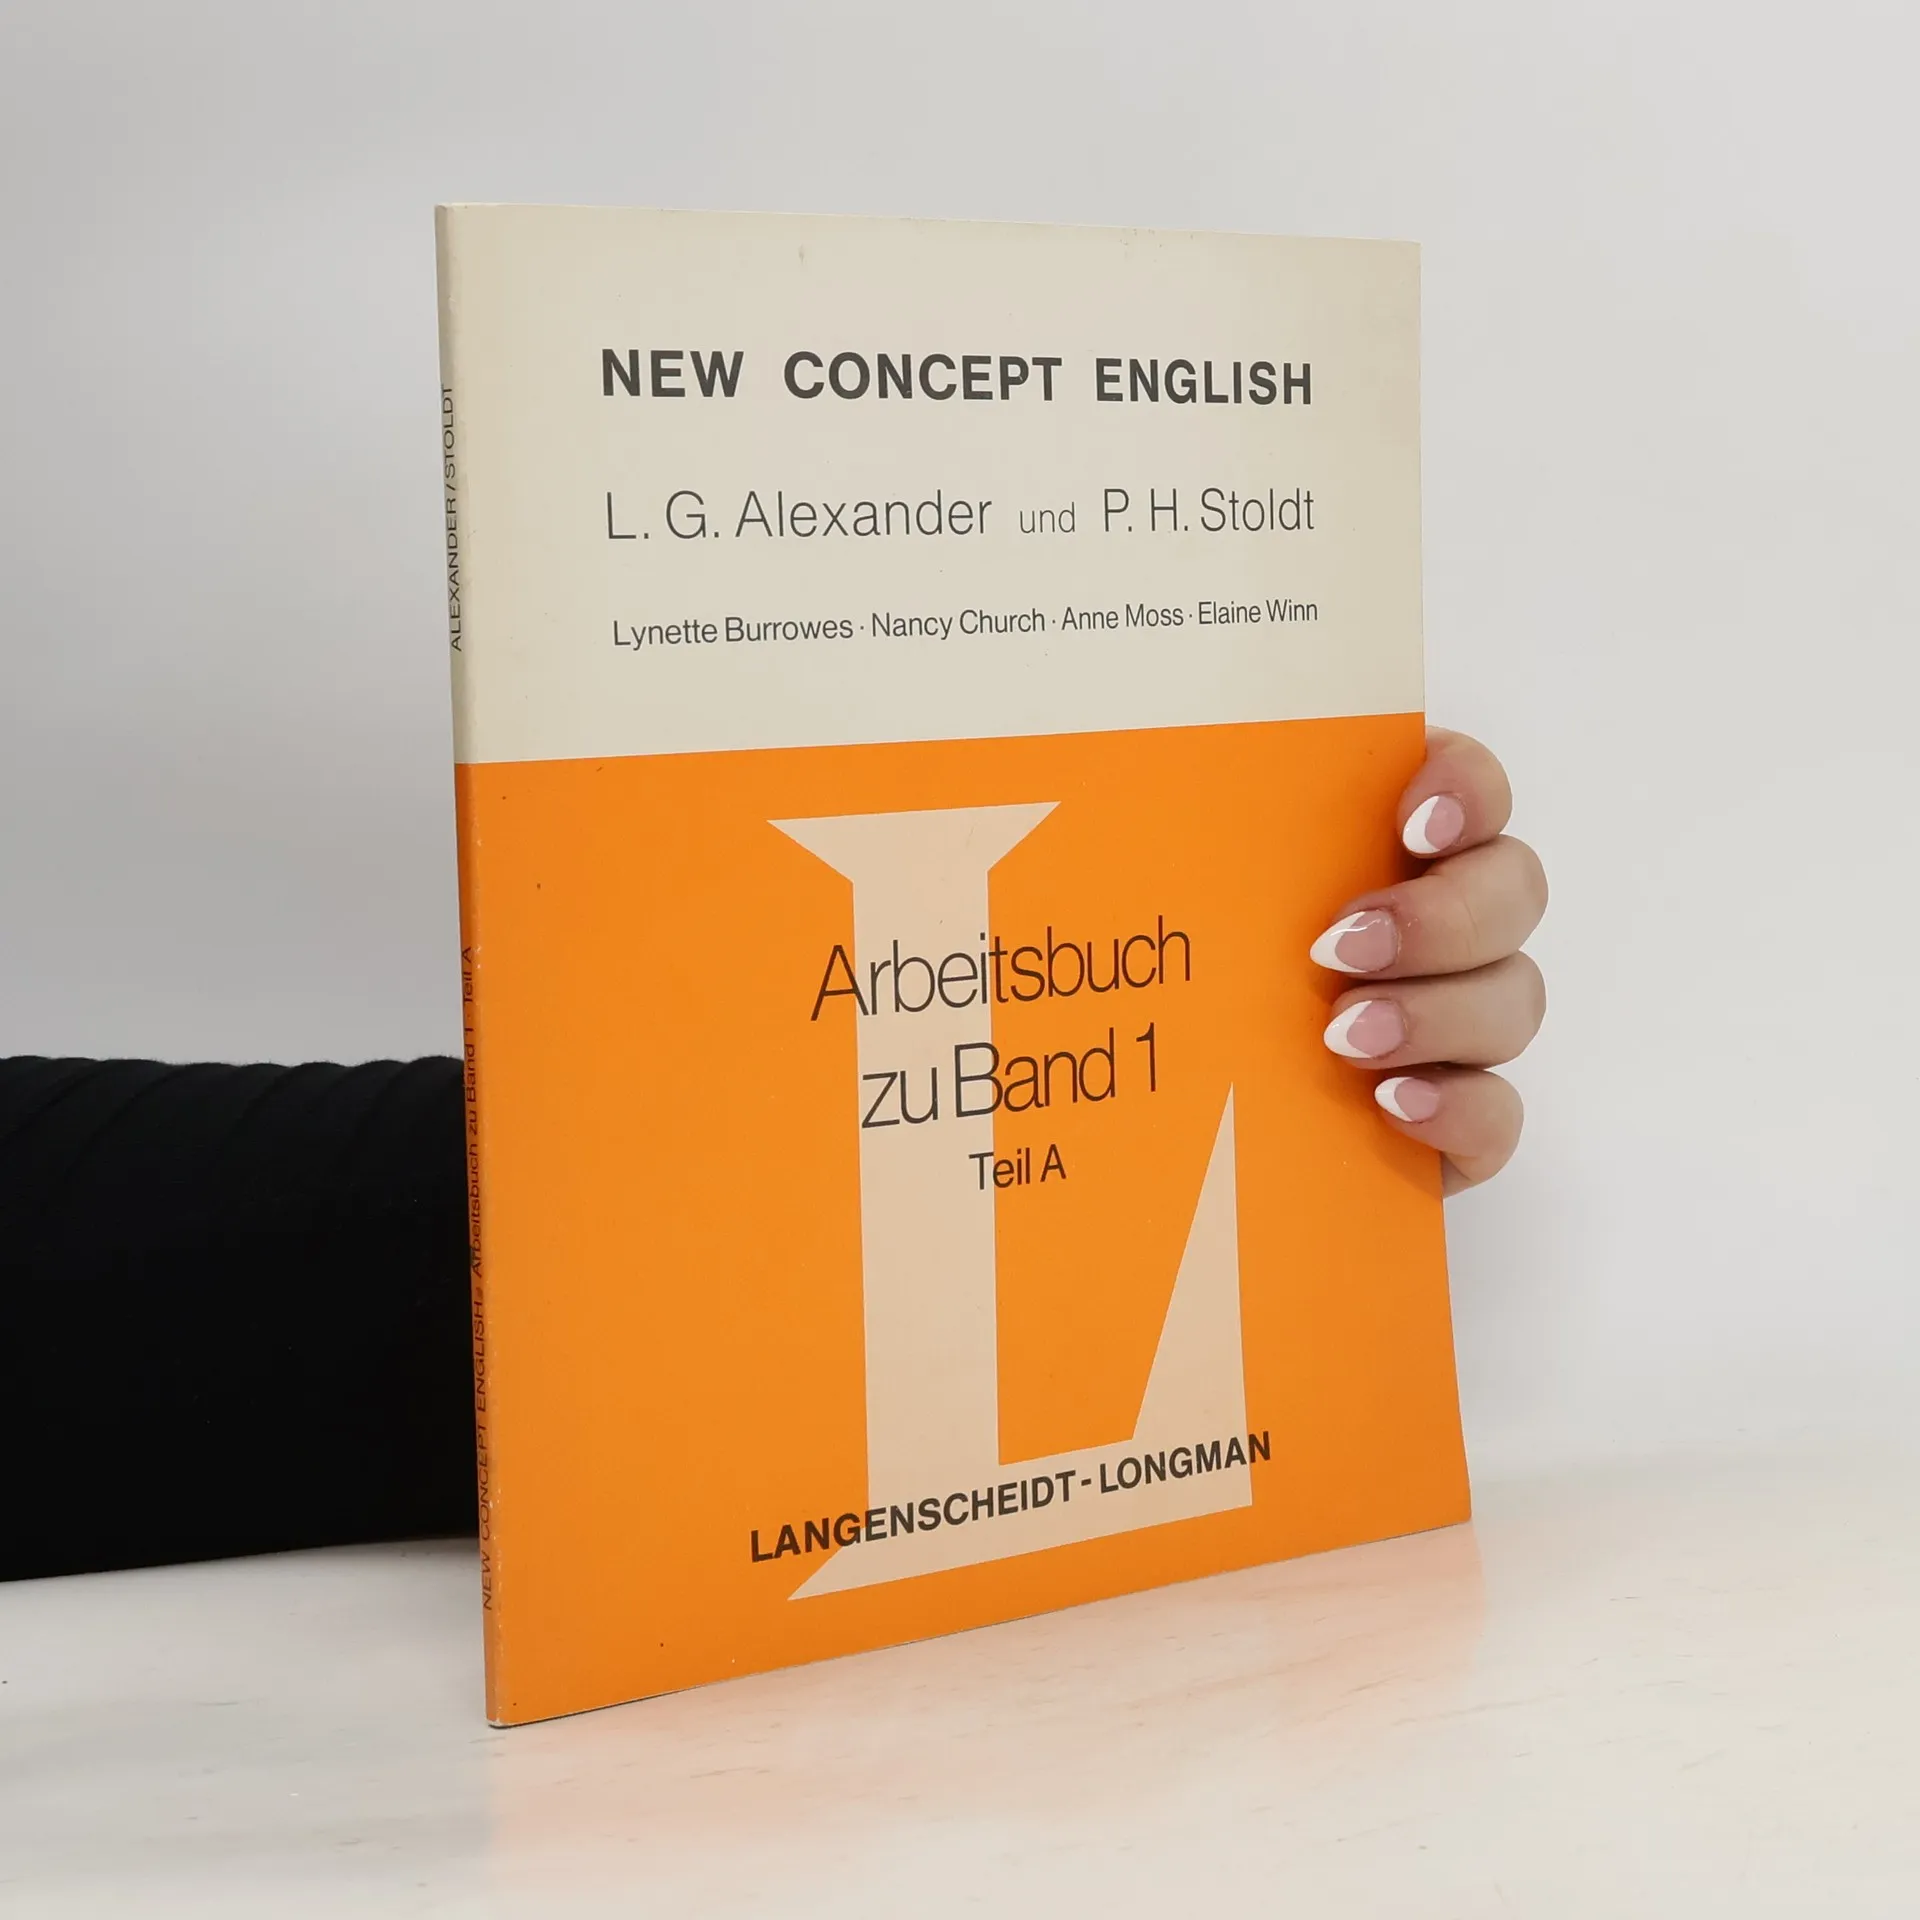 NEW CONCEPT ENGLISH
L. G. Alexander und P. H. Stoldt
Lynette Burrowes · Nancy Church · Anne Moss · Elaine Winn
Arbeitsbuch
zu Band 1
Teil A
LANGENSCHEIDT-LONGMAN
ALEXANDER / STOLDT
NEW CONCEPT ENGLISH · Arbeitsbuch zu Band 1 · Teil A